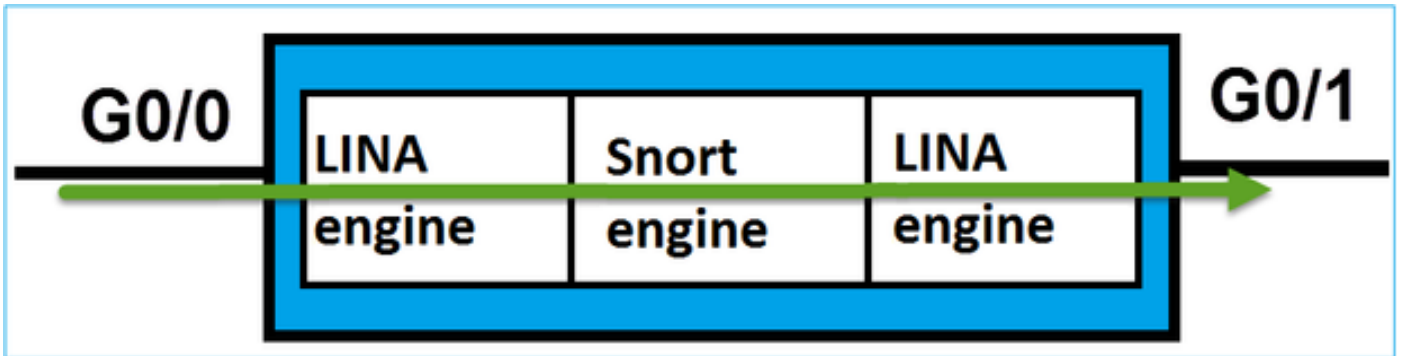 G0/0
LINA
engine
Snort
engine
LINA
engine
G0/1